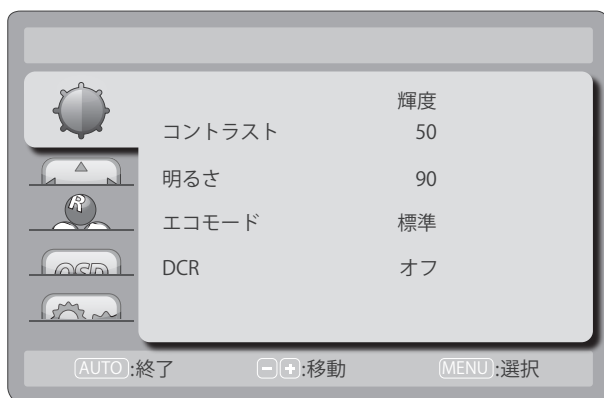 輝度
コントラスト 50
明るさ 90
R
エコモード 標準
OSD
DCR オフ
AUTO :終了 - + :移動 MENU :選択